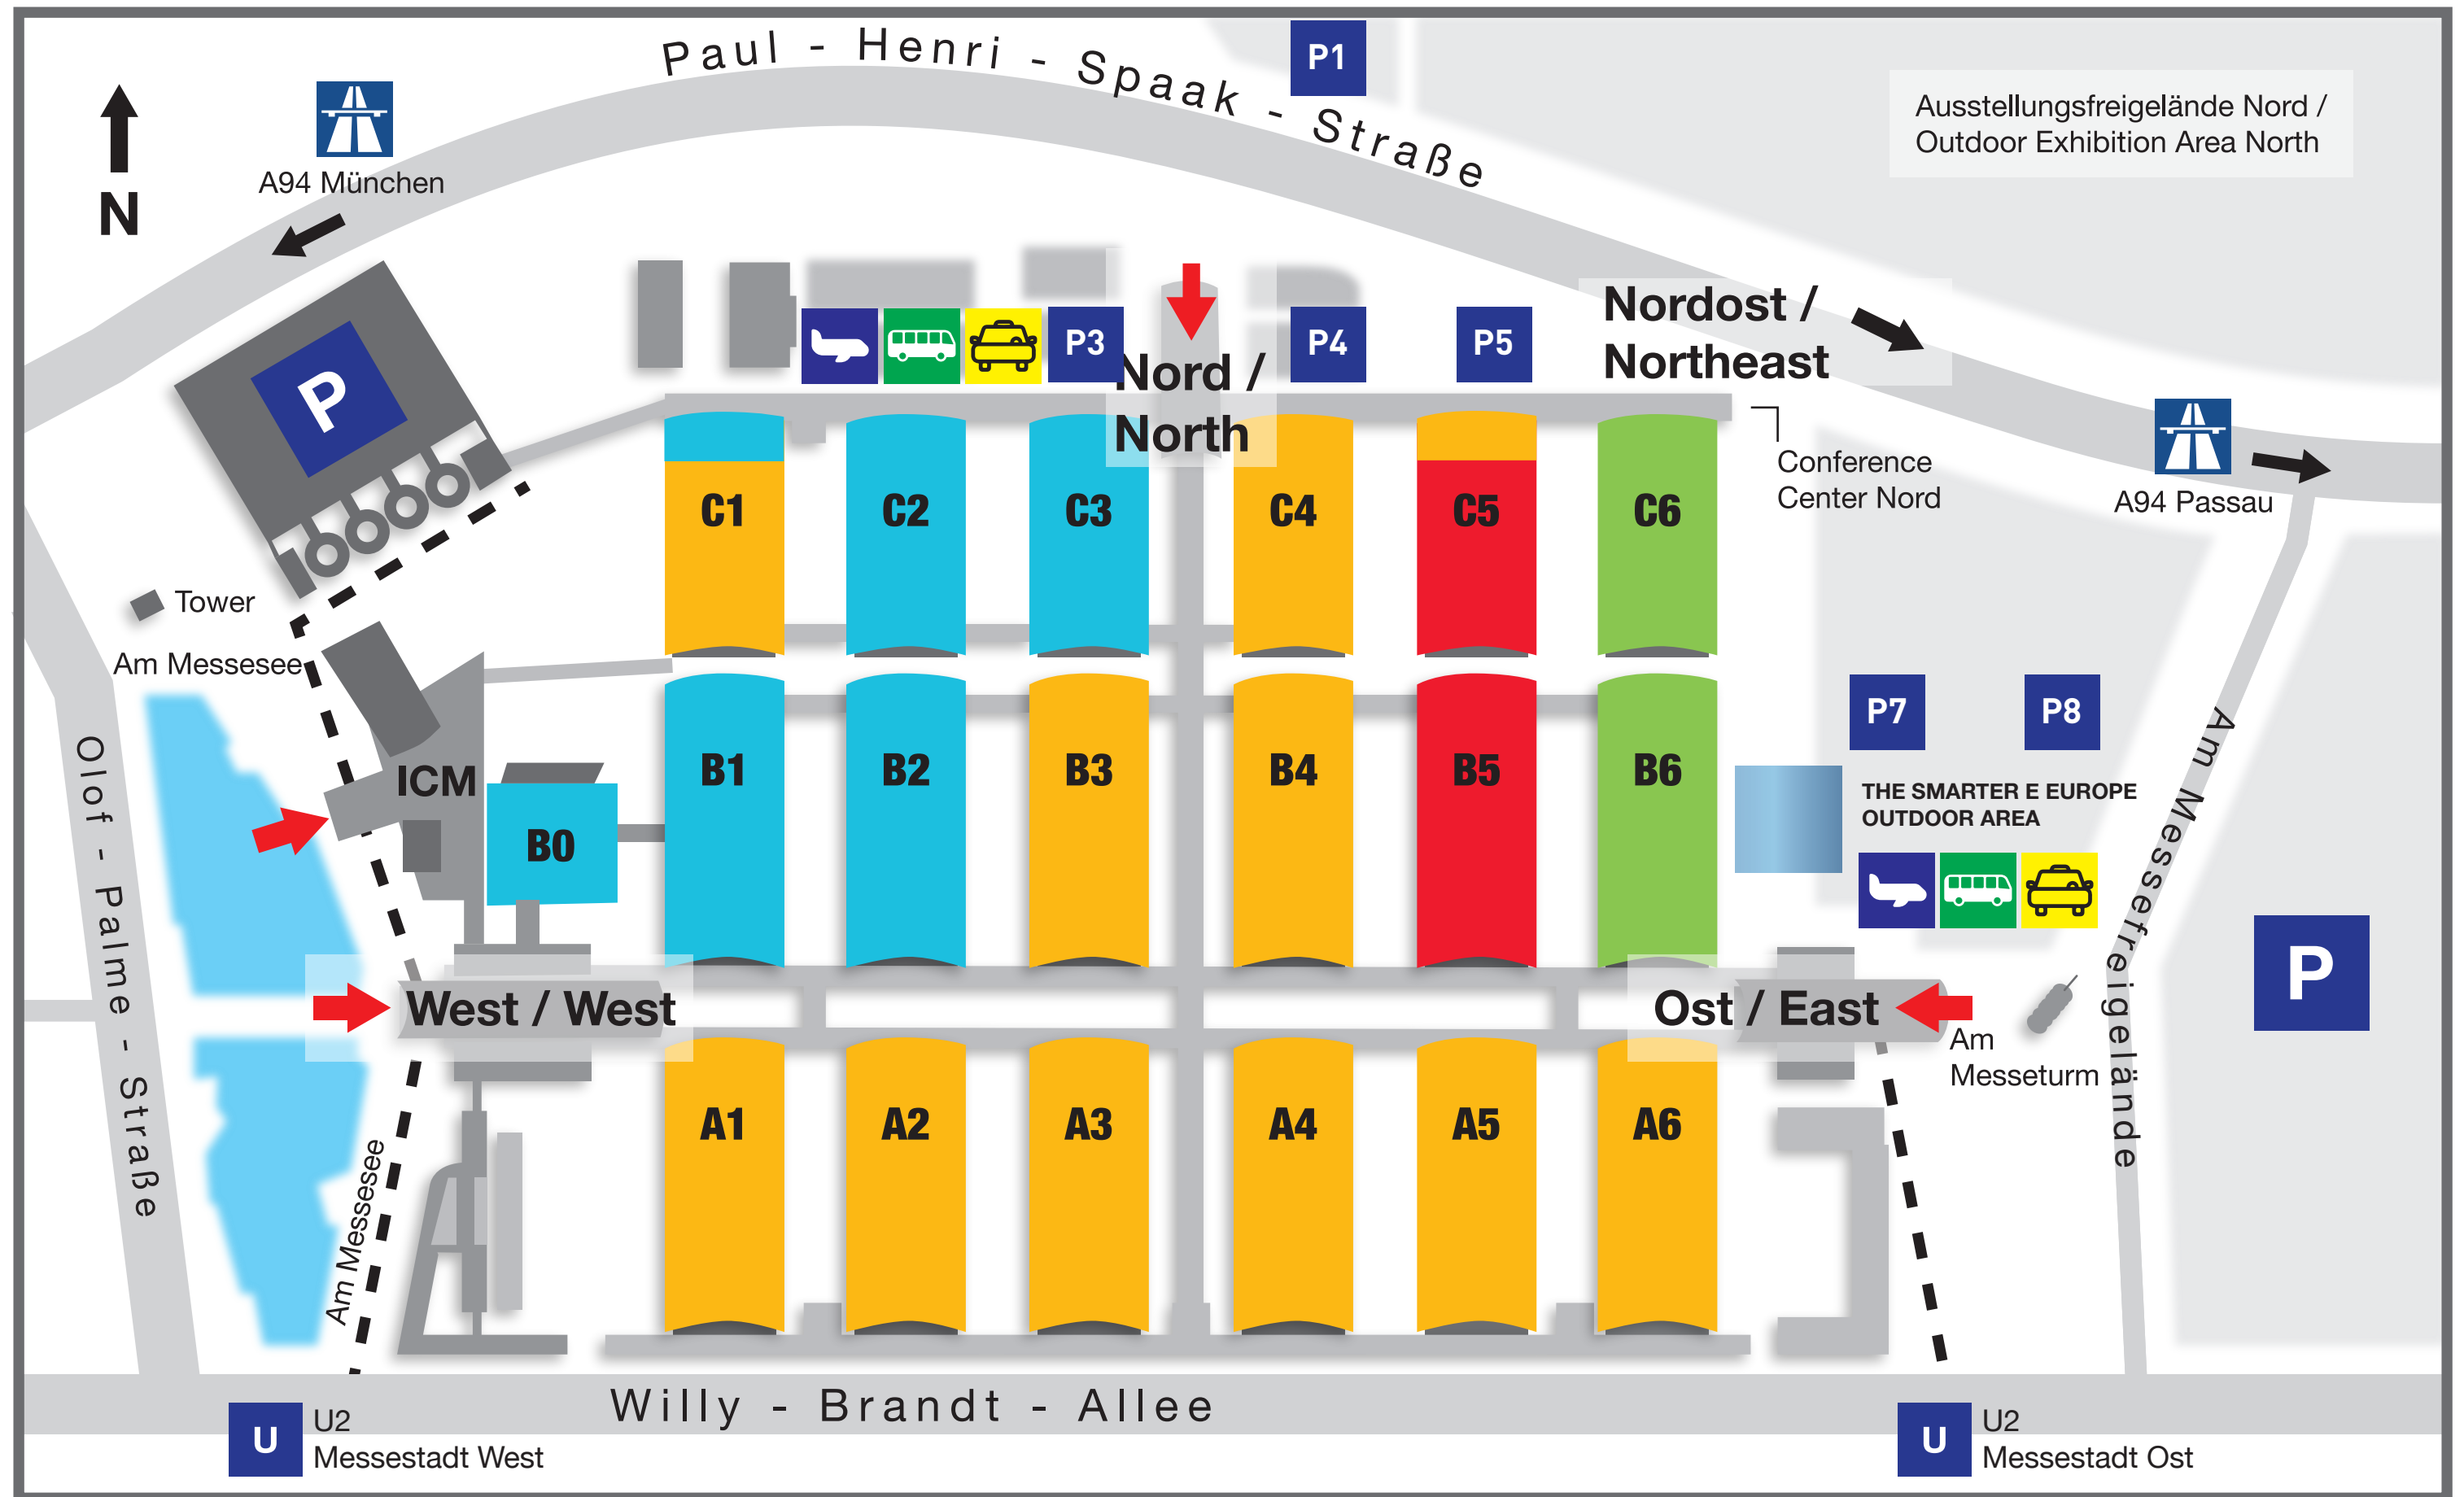 Paul - Henri - Spaak - Straße
P1
Ausstellungsfreigelände Nord /
Outdoor Exhibition Area North
N
A94 München
P
P3
Nord /
North
P4
P5
Nordost /
Northeast
Conference
Center Nord
A94 Passau
C1
C2
C3
C4
C5
C6
Tower
Am Messesee
ICM
B0
B1
B2
B3
B4
B5
B6
P7
P8
THE SMARTER E EUROPE
OUTDOOR AREA
Olof - Palme - Straße
Am Messefreigelände
P
West / West
Ost / East
Am
Messeturm
A1
A2
A3
A4
A5
A6
Am Messesee
Willy - Brandt - Allee
U
U2
Messestadt West
U
U2
Messestadt Ost